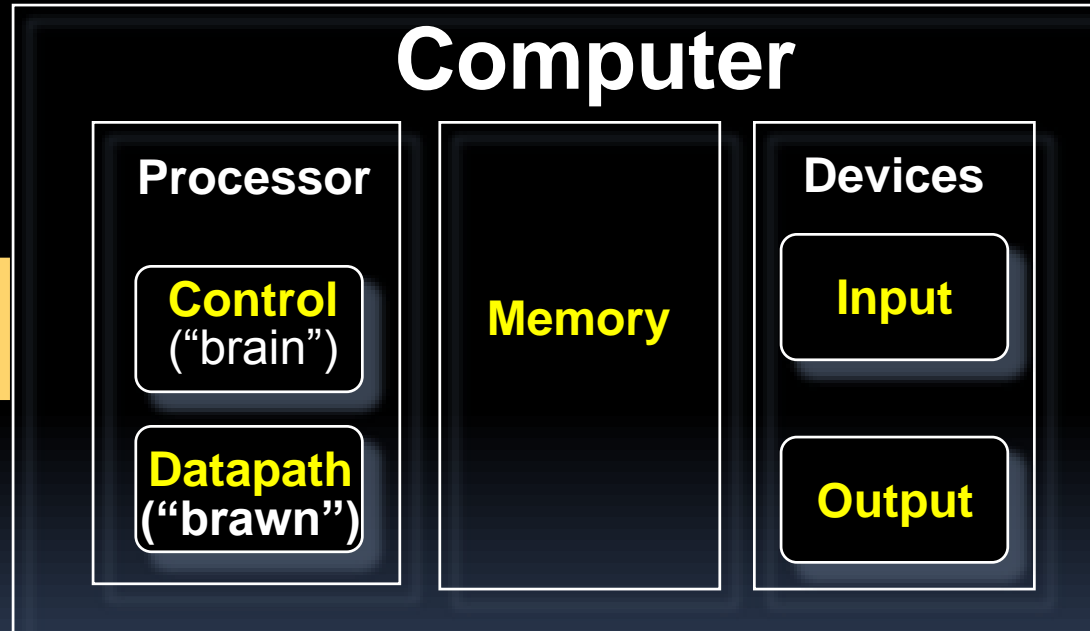 Computer
Processor
Control
(“brain”)
Datapath
(“brawn”)
Memory
Devices
Input
Output